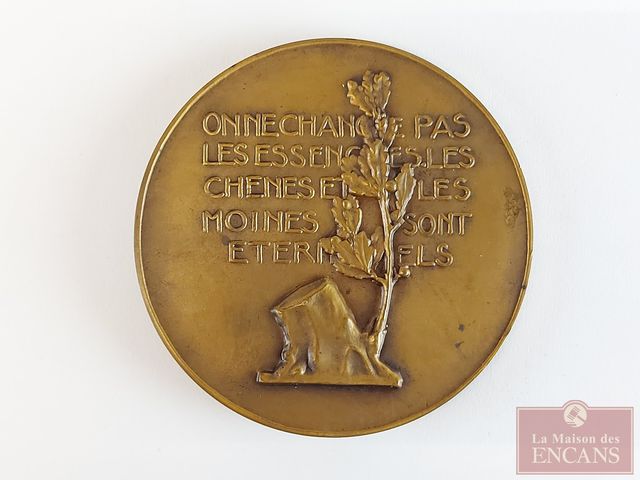 ON NE CHANGE PAS
LES ESSENCES. LES
CHENES ET LES
MOINES SONT
ETERNELS
La Maison des
ENCANS